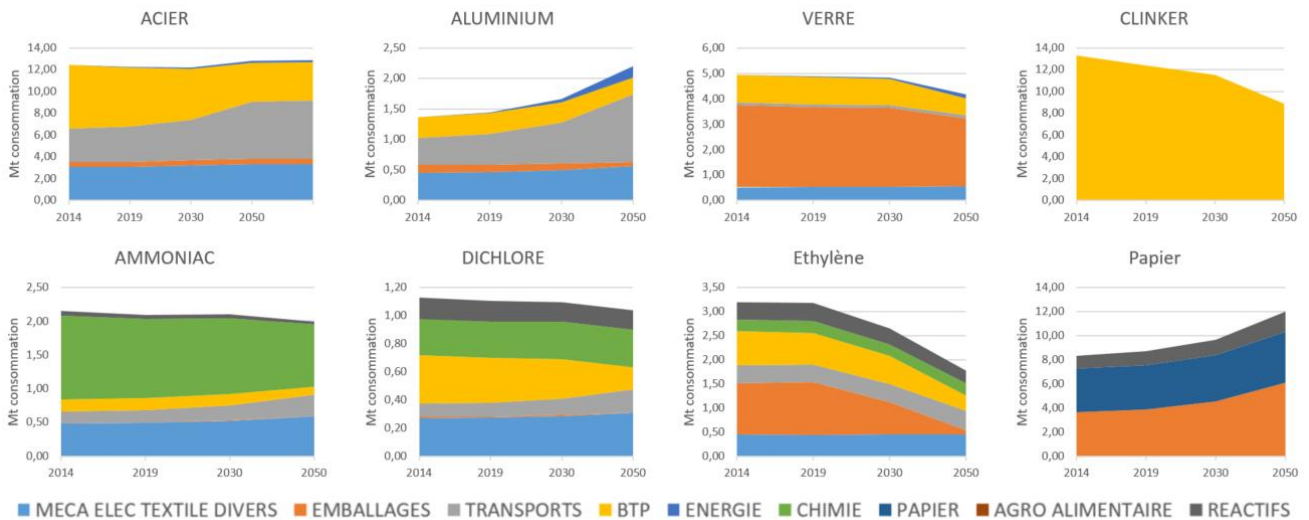 ACIER
Mt consommation
14,00
12,00
10,00
8,00
6,00
4,00
2,00
0,00
2014 2019 2030 2050
ALUMINIUM
Mt consommation
2,50
2,00
1,50
1,00
0,50
0,00
2014 2019 2030 2050
VERRE
Mt consommation
6,00
5,00
4,00
3,00
2,00
1,00
0,00
2014 2019 2030 2050
CLINKER
Mt consommation
14,00
12,00
10,00
8,00
6,00
4,00
2,00
0,00
2014 2019 2030 2050
AMMONIAC
Mt consommation
2,50
2,00
1,50
1,00
0,50
0,00
2014 2019 2030 2050
DICHLORE
Mt consommation
1,20
1,00
0,80
0,60
0,40
0,20
0,00
2014 2019 2030 2050
Ethylène
Mt consommation
3,50
3,00
2,50
2,00
1,50
1,00
0,50
0,00
2014 2019 2030 2050
Papier
Mt consommation
14,00
12,00
10,00
8,00
6,00
4,00
2,00
0,00
2014 2019 2030 2050
MECA ELEC TEXTILE DIVERS EMBALLAGES TRANSPORTS BTP ENERGIE CHIMIE PAPIER AGRO ALIMENTAIRE REACTIFS